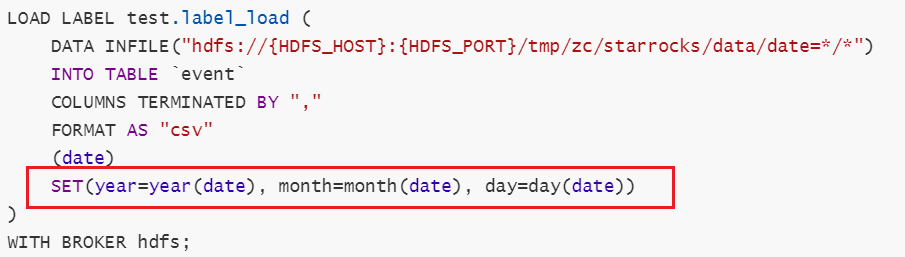 LOAD LABEL test.label_load (
    DATA INFILE("hdfs://{HDFS_HOST}:{HDFS_PORT}/tmp/zc/starrocks/data/date=*/*")
    INTO TABLE `event`
    COLUMNS TERMINATED BY ","
    FORMAT AS "csv"
    (date)
    SET(year=year(date), month=month(date), day=day(date))
)
WITH BROKER hdfs;